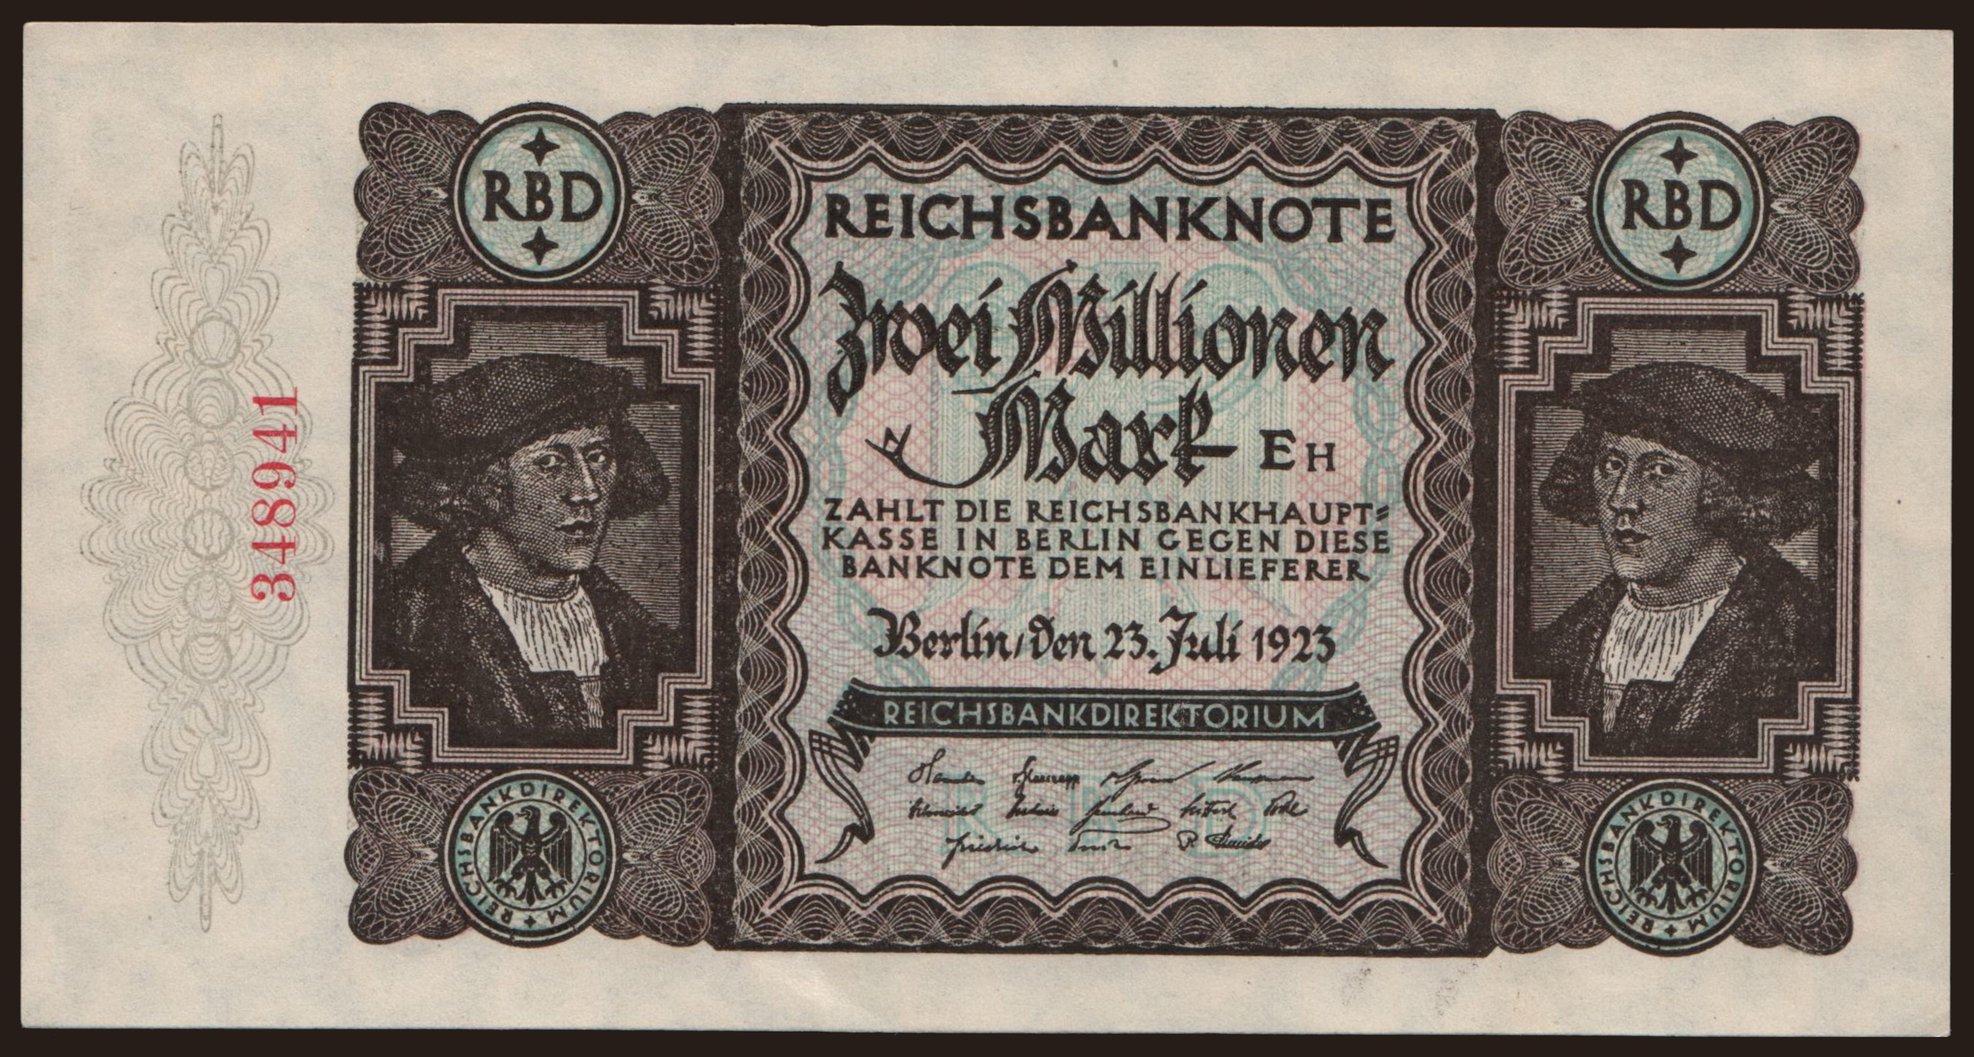 348941
RBD
REICHSBANKDIREKTORIUM
REICHSBANKNOTE
Zwei Millionen
Mark EH
ZAHLT DIE REICHSBANKHAUPT=
KASSE IN BERLIN GEGEN DIESE
BANKNOTE DEM EINLIEFERER
Berlin, den 23. Juli 1923
REICHSBANKDIREKTORIUM
RBD
REICHSBANKDIREKTORIUM